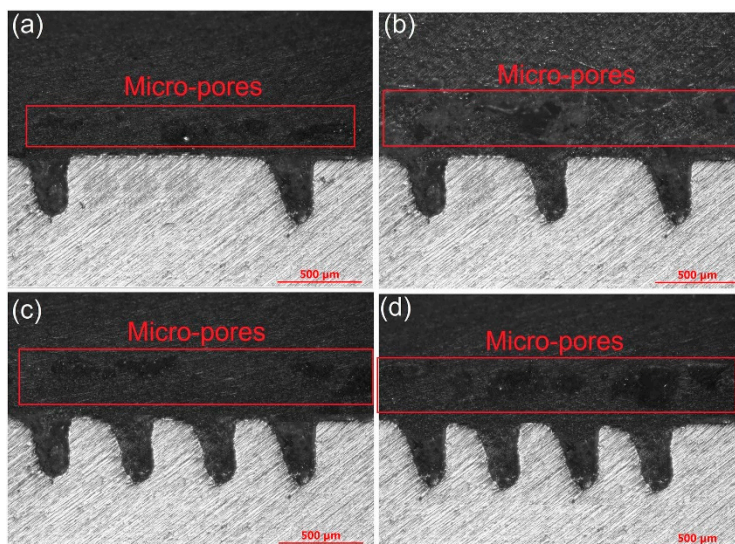 (a)
Micro-pores
500 µm
(b)
Micro-pores
500 µm
(c)
Micro-pores
500 µm
(d)
Micro-pores
500 µm